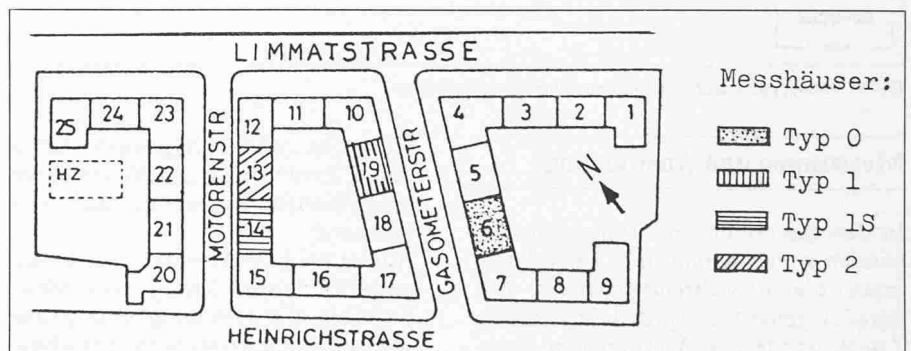 LIMMATSTRASSE
25 24 23
HZ
22
21
20
MOTORENSTR
12 11 10
13 19
14 18
15 16 17
GASOMETERSTR
4 3 2 1
5
6
7 8 9
N
HEINRICHSTRASSE
Messhäuser:
Typ 0
Typ 1
Typ 1S
Typ 2